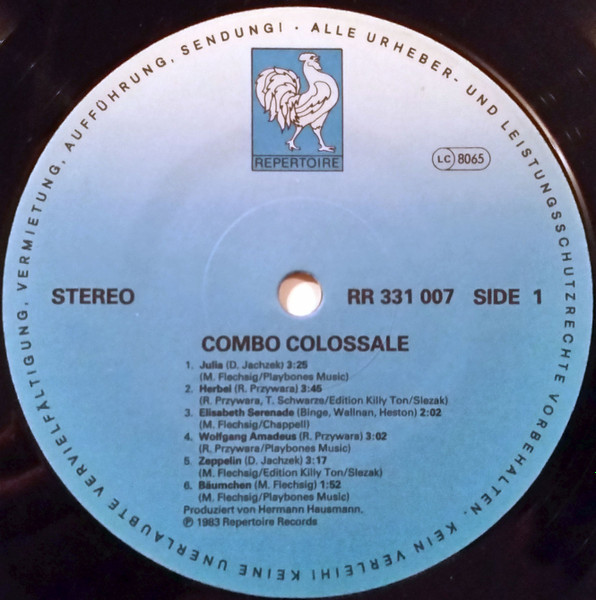 ALLE URHEBER- UND LEISTUNGSSCHUTZRECHTE VORBEHALTEN. KEIN VERLEIH! KEINE UNERLAUBTE VERVIELFÄLTIGUNG, VERMIETUNG, AUFFÜHRUNG, SENDUNG! ·
REPERTOIRE
LC 8065
STEREO
RR 331 007 SIDE 1
COMBO COLOSSALE
1. Julia (D. Jachzek) 3:25
(M. Flechsig/Playbones Music)
2. Herbei (R. Przywara) 3:45
(R. Przywara, T. Schwarze/Edition Killy Ton/Slezak)
3. Elisabeth Serenade (Binge, Wallnan, Heston) 2:02
(M. Flechsig/Chappell)
4. Wolfgang Amadeus (R. Przywara) 3:02
(R. Przywara/Playbones Music)
5. Zeppelin (D. Jachzek) 3:17
(M. Flechsig/Edition Killy Ton/Slezak)
6. Bäumchen (M. Flechsig) 1:52
(M. Flechsig/Playbones Music)
Produziert von Hermann Hausmann.
℗ 1983 Repertoire Records